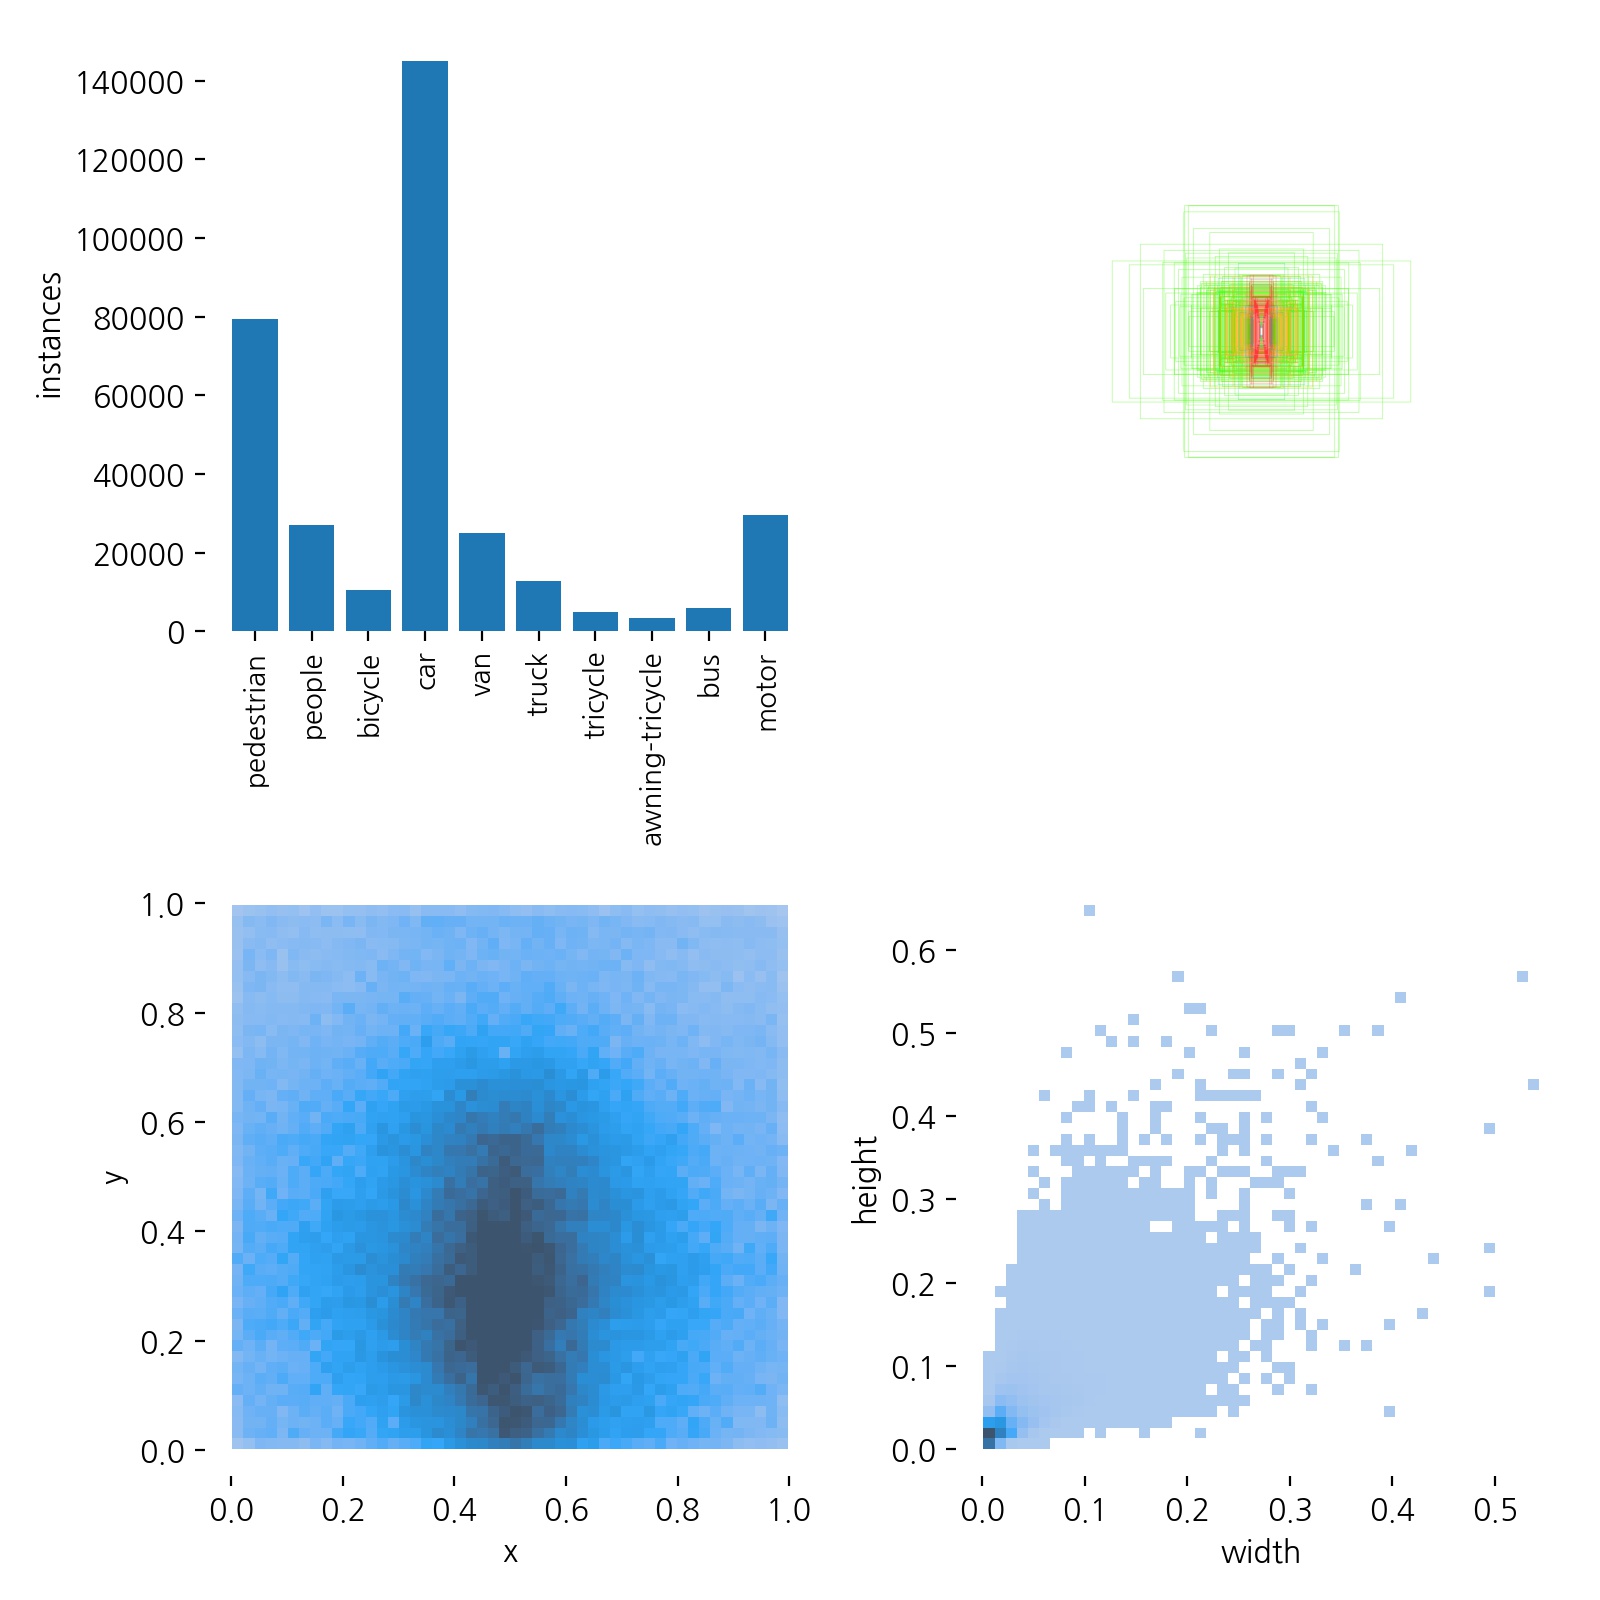 140000
120000
100000
80000
60000
40000
20000
0
instances
pedestrian
people
bicycle
car
van
truck
tricycle
awning-tricycle
bus
motor
1.0
0.8
0.6
0.4
0.2
0.0
y
0.0 0.2 0.4 0.6 0.8 1.0
x
0.6
0.5
0.4
0.3
0.2
0.1
0.0
height
0.0 0.1 0.2 0.3 0.4 0.5
width